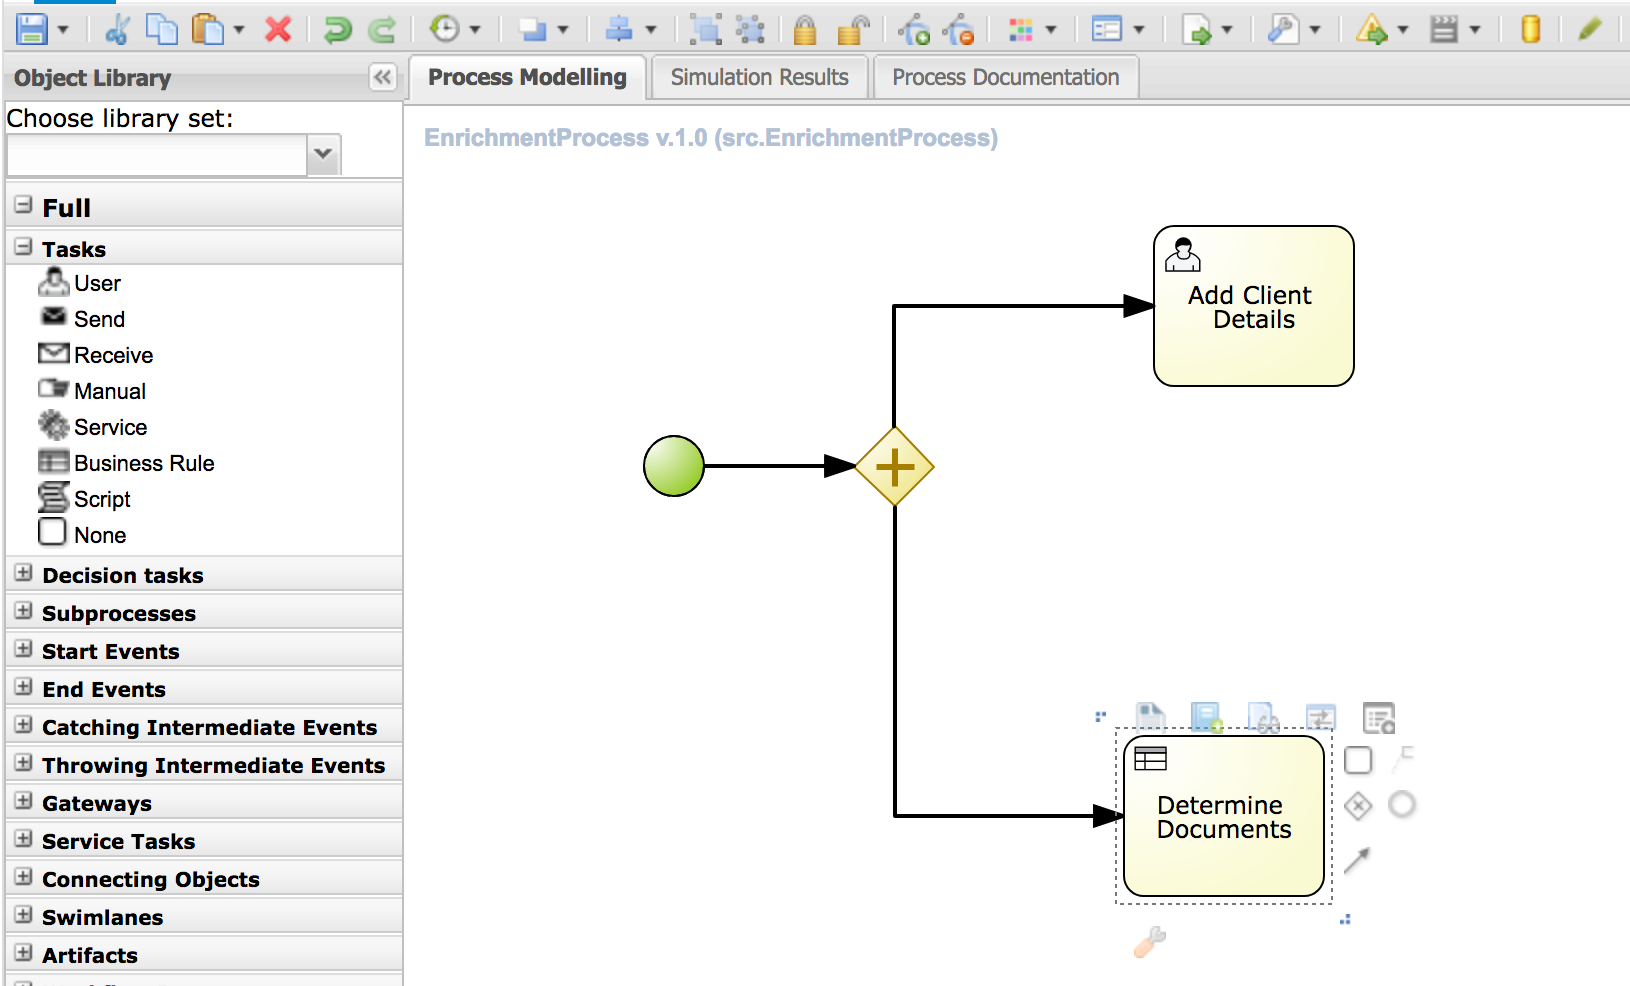 Object Library
Process Modelling
Simulation Results
Process Documentation
Choose library set:
EnrichmentProcess v.1.0 (src.EnrichmentProcess)
Full
Tasks
User
Send
Receive
Manual
Service
Business Rule
Script
None
Decision tasks
Subprocesses
Start Events
End Events
Catching Intermediate Events
Throwing Intermediate Events
Gateways
Service Tasks
Connecting Objects
Swimlanes
Artifacts
Add Client
Details
Determine
Documents